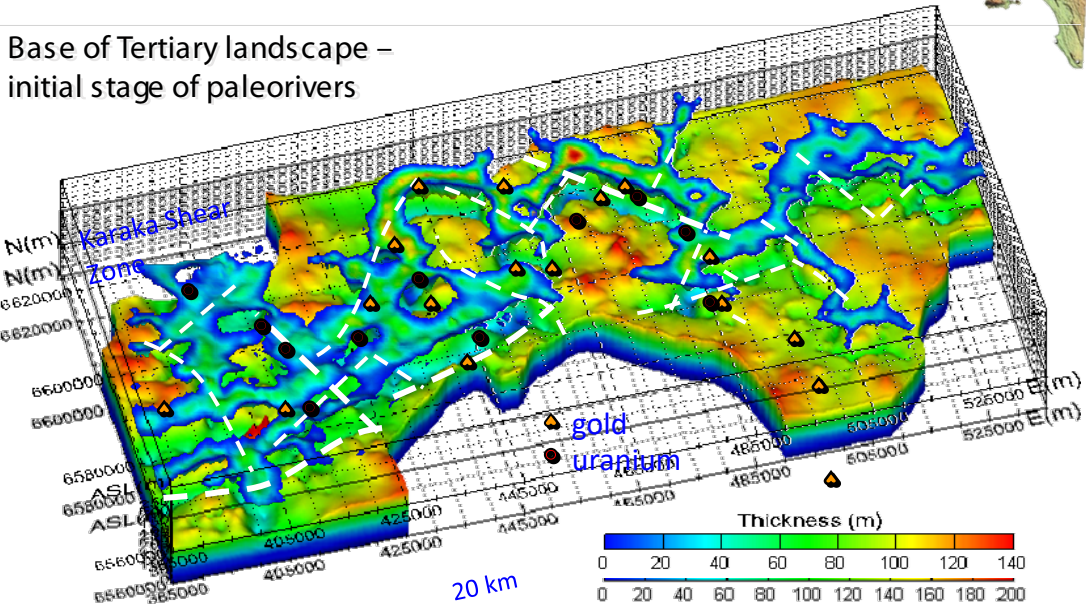 Base of Tertiary landscape –
initial stage of paleorivers
Karaka Shear
Zone
N(m)
N(m)
6620000
6620000
6600000
6600000
6580000
6580000
ASL
ASL
6560000
6560000
385000
405000
405000
425000
425000
445000
445000
465000
465000
485000
485000
505000
505000
525000
525000
E(m)
E(m)
gold
uranium
20 km
Thickness (m)
0 20 40 60 80 100 120 140
0 20 40 60 80 100 120 140 160 180 200